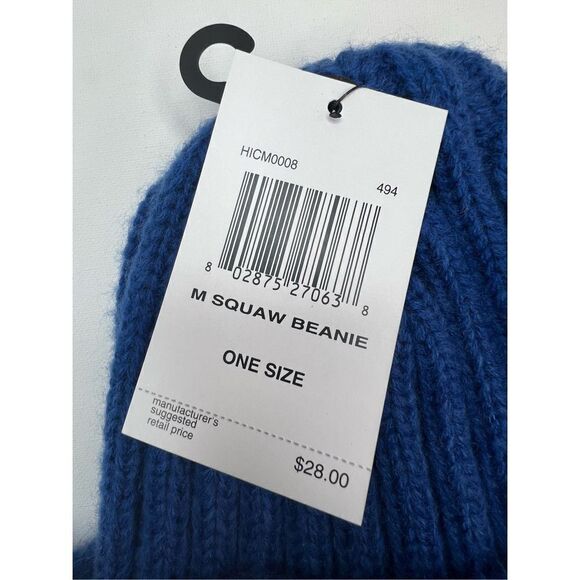 HICM0008
494
8 02875 27063 8
M SQUAW BEANIE
ONE SIZE
manufacturer's
suggested
retail price
$28.00